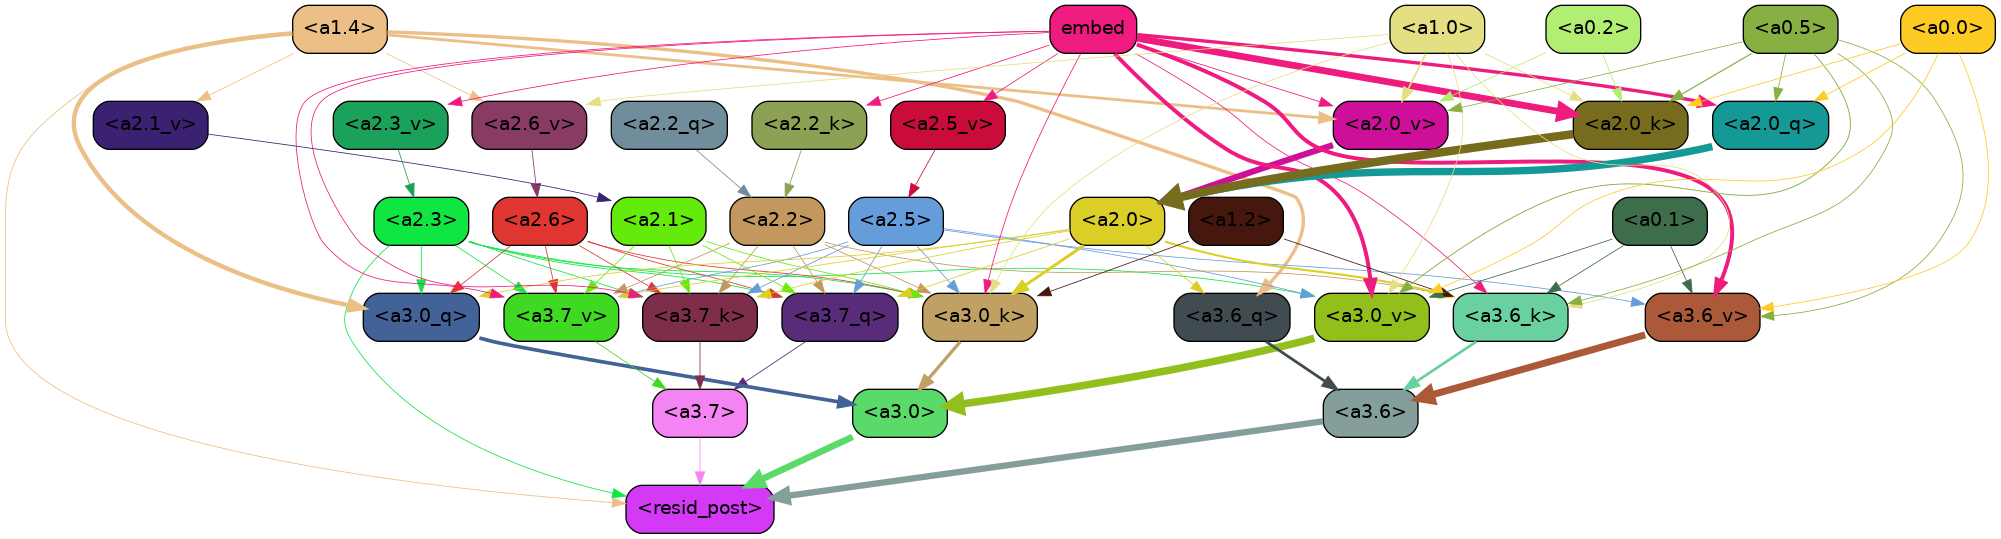 <a1.4> embed <a1.0> <a0.2> <a0.5> <a0.0>
<a2.1_v> <a2.3_v> <a2.6_v> <a2.2_q> <a2.2_k> <a2.5_v> <a2.0_v> <a2.0_k> <a2.0_q>
<a2.3> <a2.6> <a2.1> <a2.2> <a2.5> <a2.0> <a1.2> <a0.1>
<a3.0_q> <a3.7_v> <a3.7_k> <a3.7_q> <a3.0_k> <a3.6_q> <a3.0_v> <a3.6_k> <a3.6_v>
<a3.7> <a3.0> <a3.6>
<resid_post>